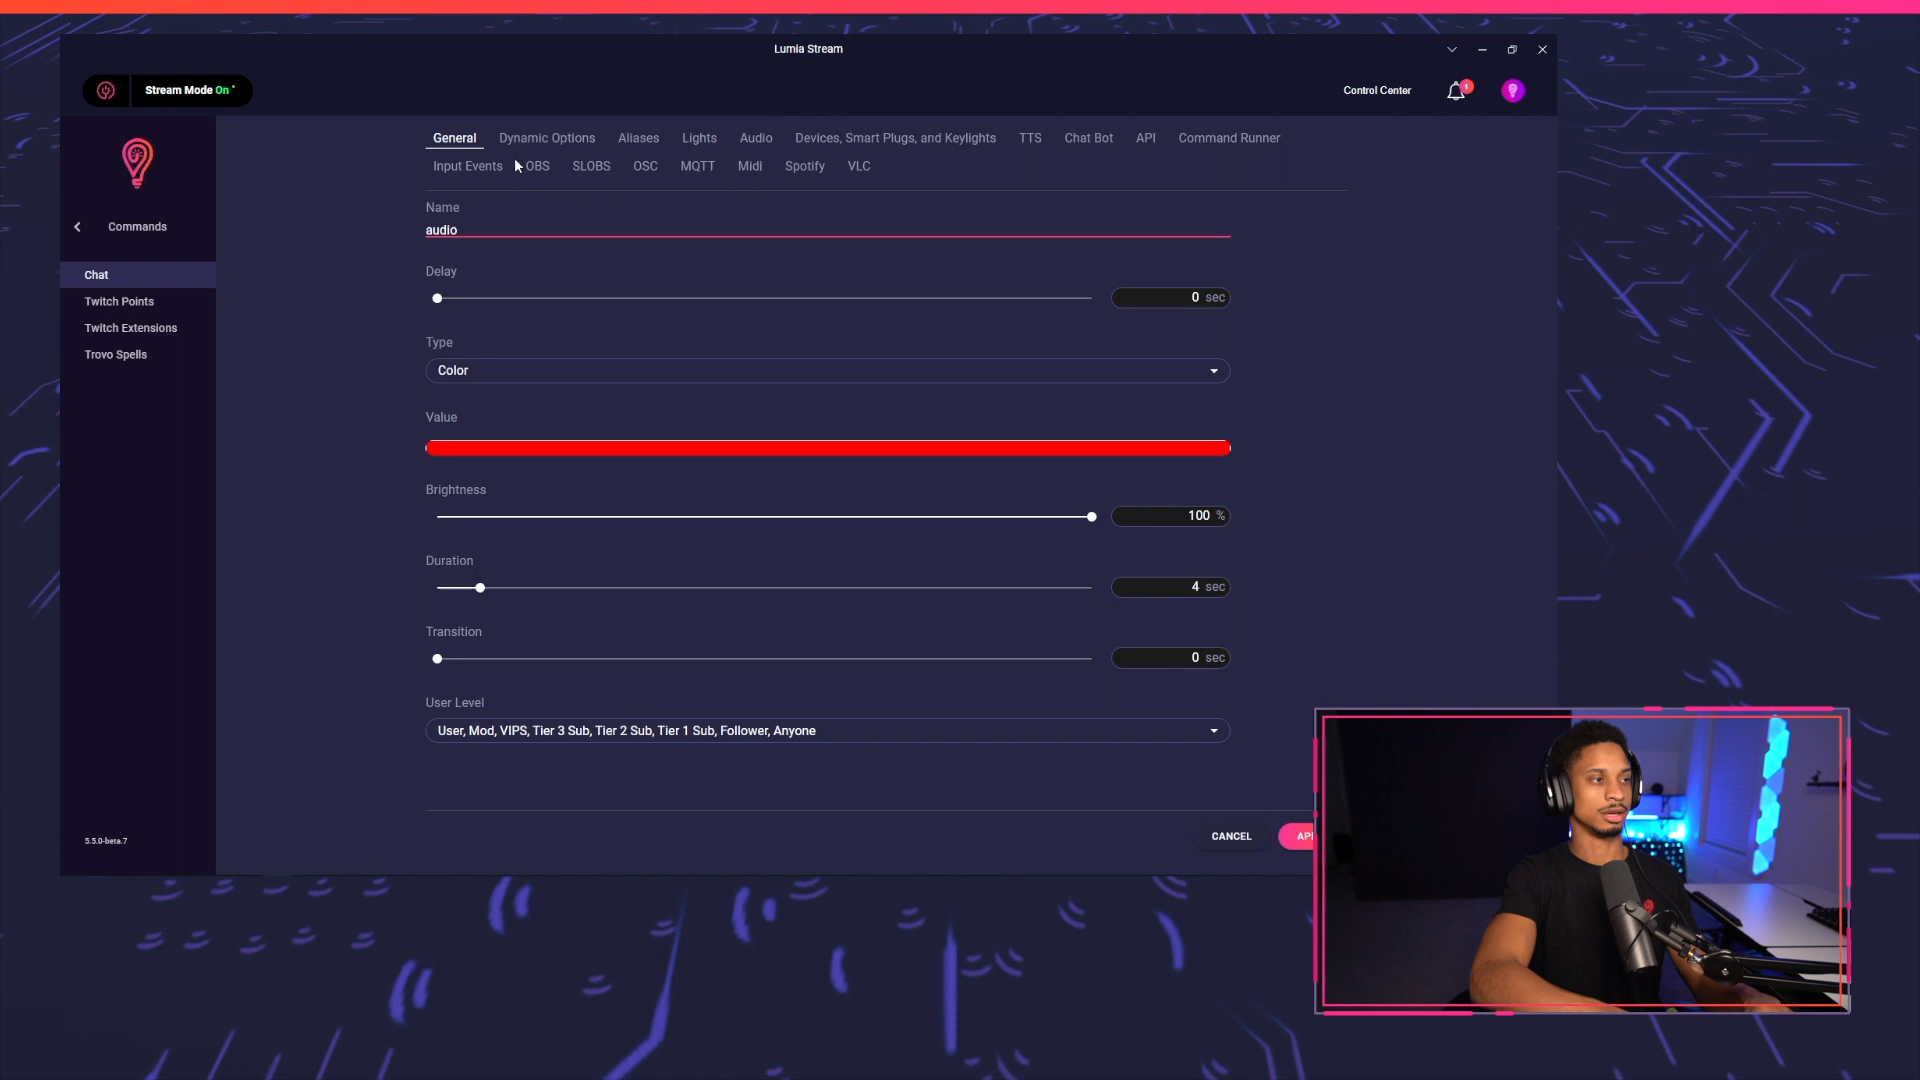 Lumia Stream
Stream Mode On
Control Center
1
General Dynamic Options Aliases Lights Audio Devices, Smart Plugs, and Keylights TTS Chat Bot API Command Runner
Input Events OBS SLOBS OSC MQTT Midi Spotify VLC
Commands
Chat
Twitch Points
Twitch Extensions
Trovo Spells
5.5.0-beta.7
Name
audio
Delay
0 sec
Type
Color
Value
Brightness
100 %
Duration
4 sec
Transition
0 sec
User Level
User, Mod, VIPS, Tier 3 Sub, Tier 2 Sub, Tier 1 Sub, Follower, Anyone
CANCEL